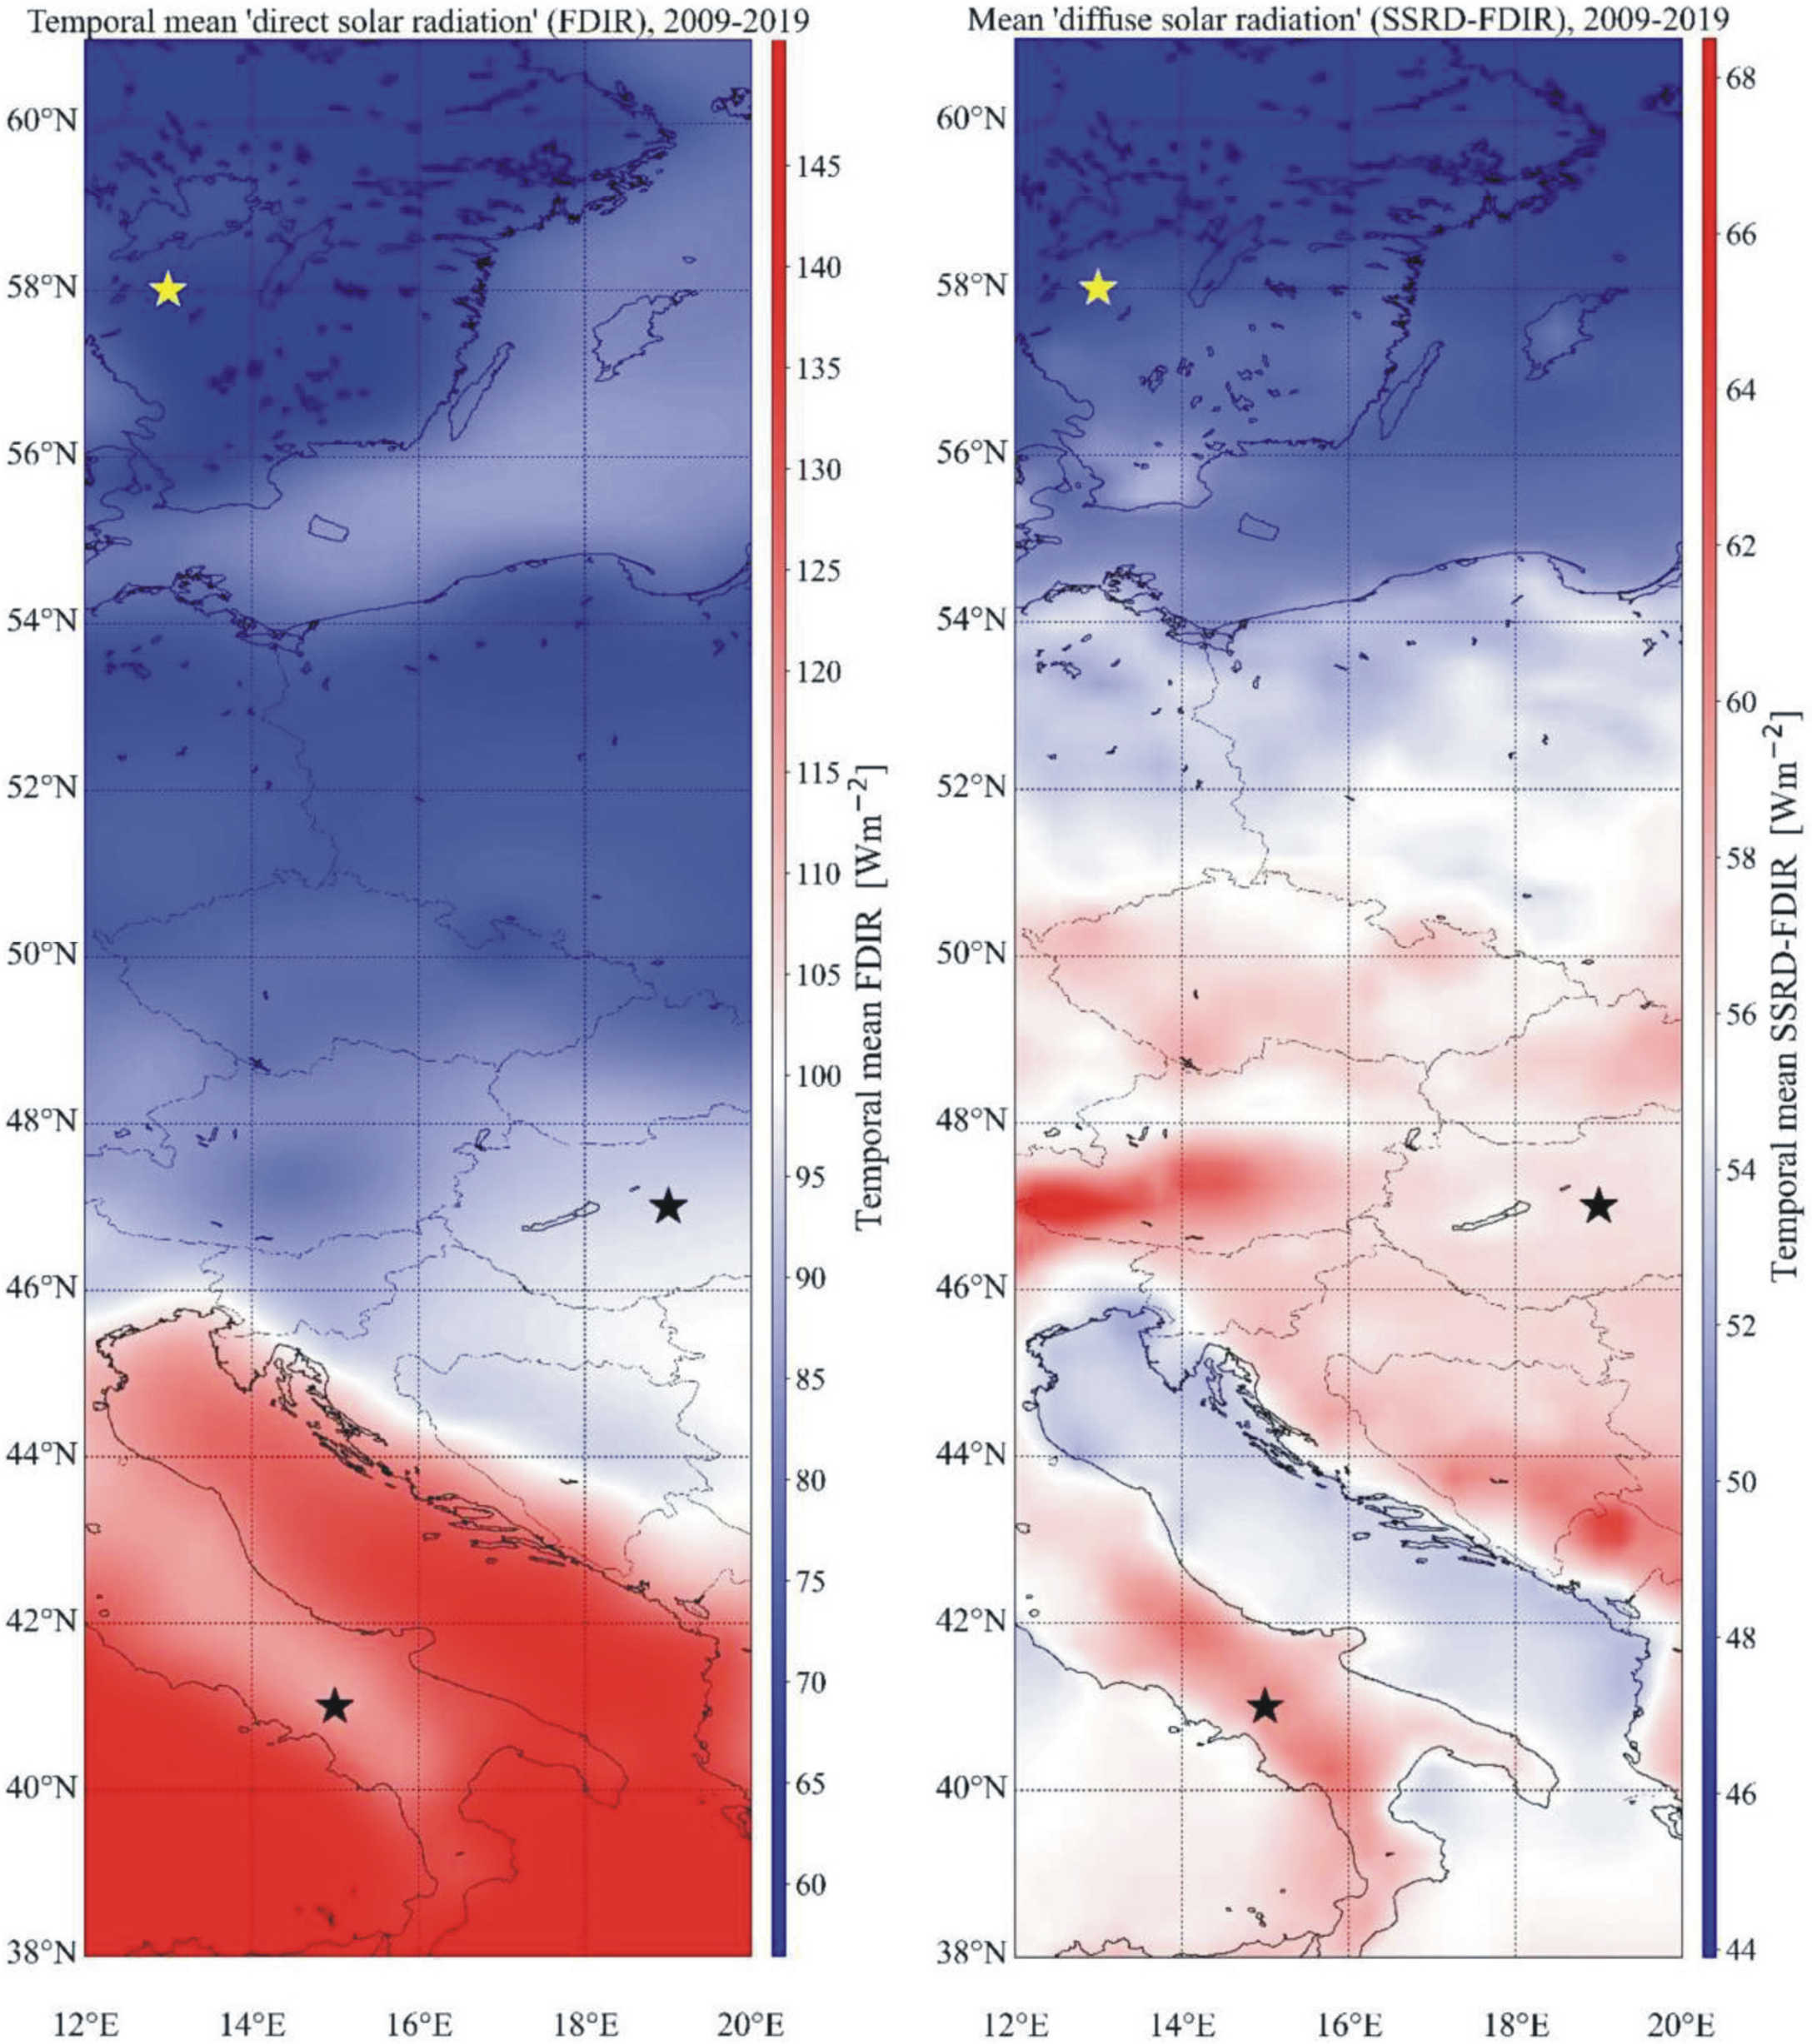 Temporal mean 'direct solar radiation' (FDIR), 2009-2019
60°N
58°N
56°N
54°N
52°N
50°N
48°N
46°N
44°N
42°N
40°N
38°N
12°E 14°E 16°E 18°E 20°E
145
140
135
130
125
120
115
110
105
100
95
90
85
80
75
70
65
60
Temporal mean FDIR [Wm⁻²]
Mean 'diffuse solar radiation' (SSRD-FDIR), 2009-2019
60°N
58°N
56°N
54°N
52°N
50°N
48°N
46°N
44°N
42°N
40°N
38°N
12°E 14°E 16°E 18°E 20°E
68
66
64
62
60
58
56
54
52
50
48
46
44
Temporal mean SSRD-FDIR [Wm⁻²]